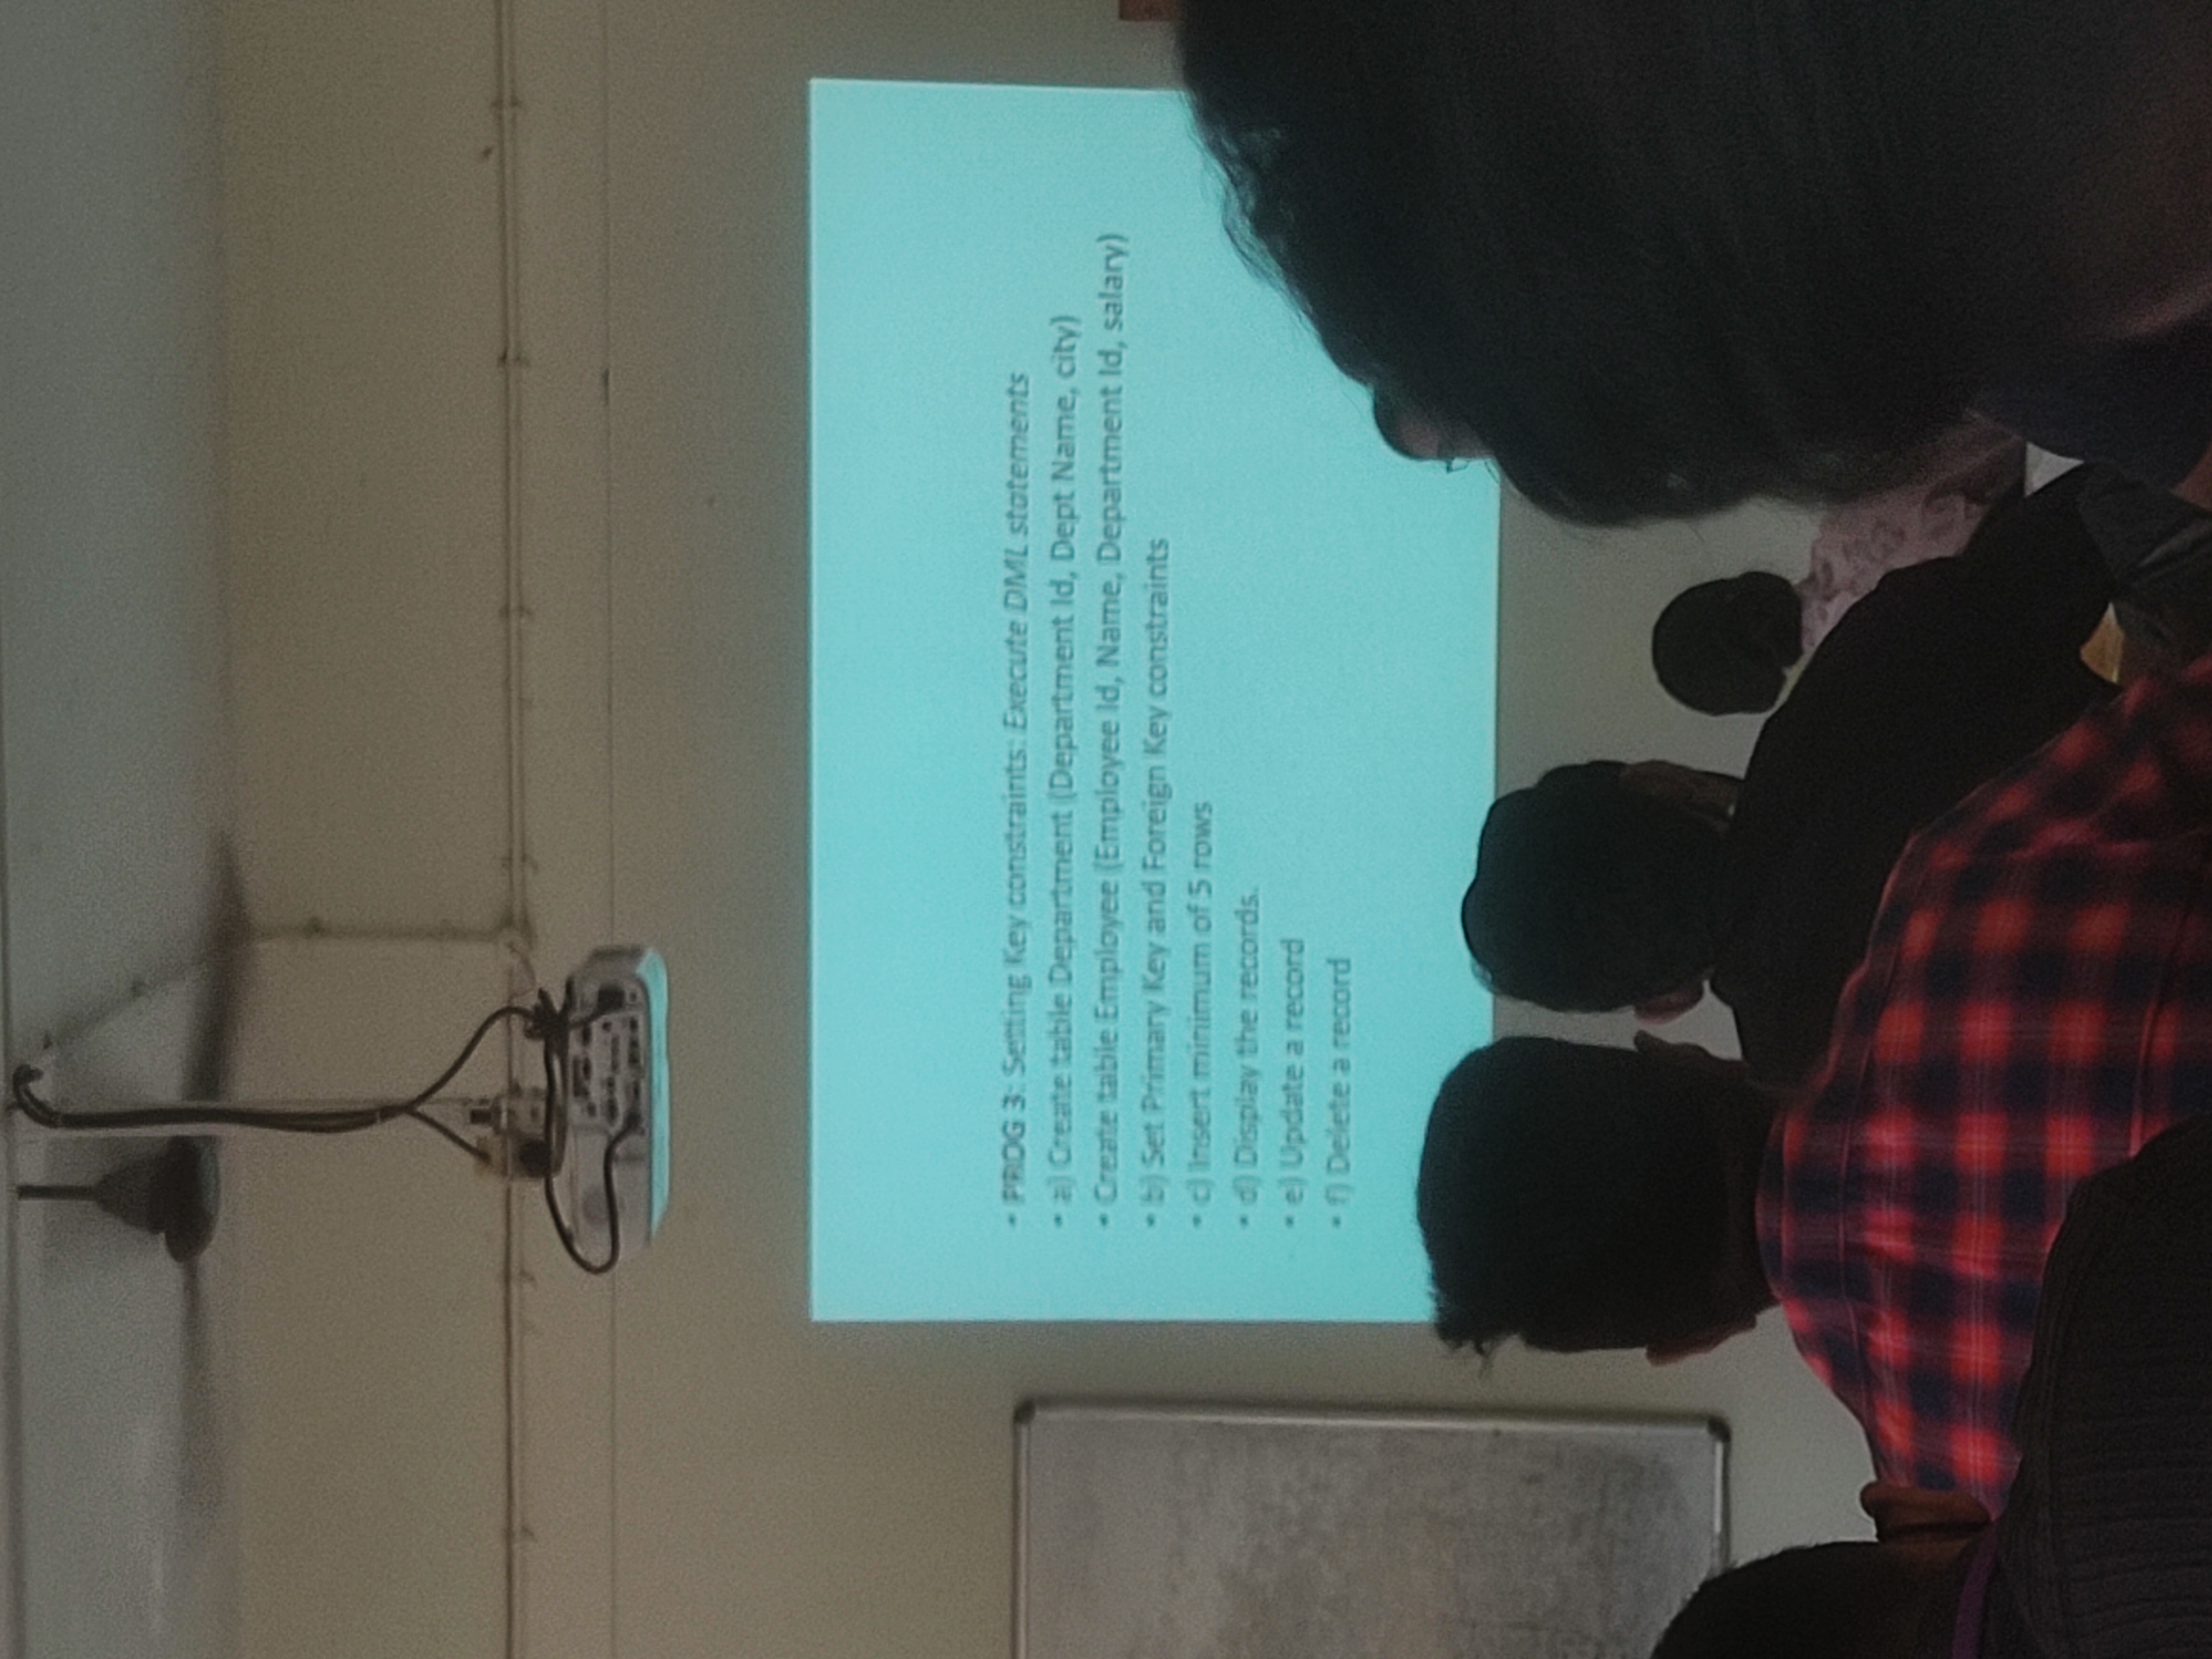 • PROG 3: Setting Key constraints: Execute DML statements
• a) Create table Department (Department Id, Dept Name, city)
• Create table Employee (Employee Id, Name, Department Id, salary)
• b) Set Primary Key and Foreign Key constraints
• c) Insert minimum of 5 rows
• d) Display the records.
• e) Update a record
• f) Delete a record